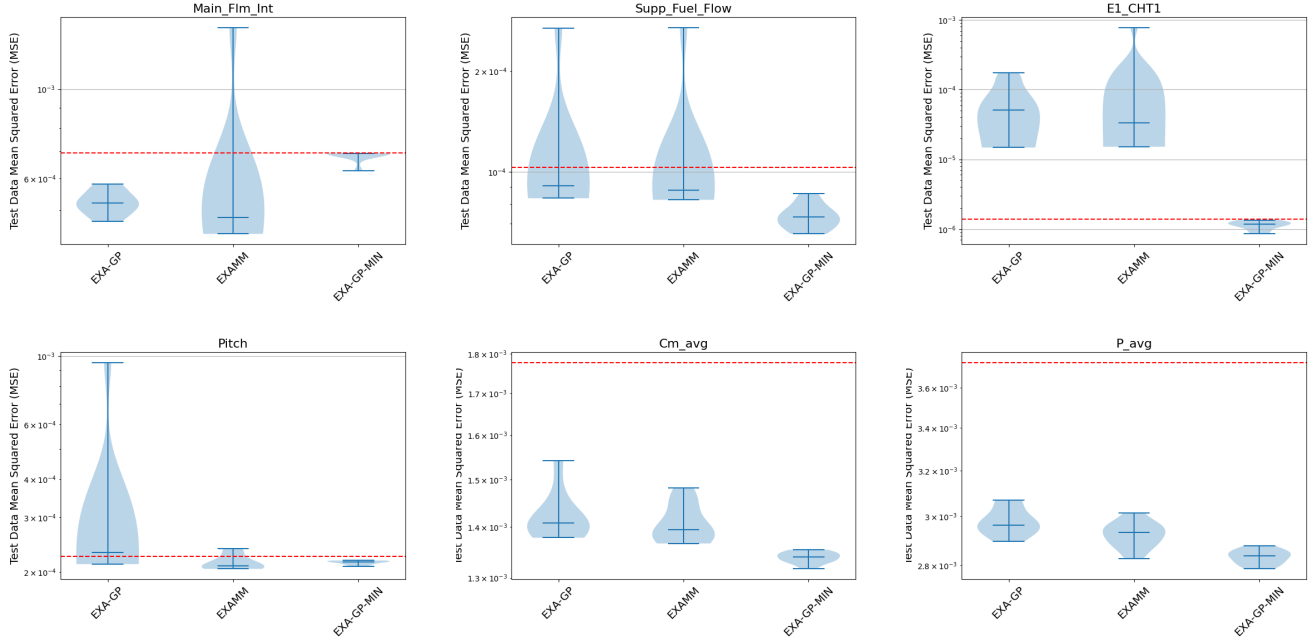 Main_Flm_Int
Test Data Mean Squared Error (MSE)
10⁻³
6 × 10⁻⁴
EXA-GP
EXAMM
EXA-GP-MIN
Supp_Fuel_Flow
Test Data Mean Squared Error (MSE)
2 × 10⁻⁴
10⁻⁴
EXA-GP
EXAMM
EXA-GP-MIN
E1_CHT1
Test Data Mean Squared Error (MSE)
10⁻³
10⁻⁴
10⁻⁵
10⁻⁶
EXA-GP
EXAMM
EXA-GP-MIN
Pitch
Test Data Mean Squared Error (MSE)
10⁻³
6 × 10⁻⁴
4 × 10⁻⁴
3 × 10⁻⁴
2 × 10⁻⁴
EXA-GP
EXAMM
EXA-GP-MIN
Cm_avg
Test Data Mean Squared Error (MSE)
1.8 × 10⁻³
1.7 × 10⁻³
1.6 × 10⁻³
1.5 × 10⁻³
1.4 × 10⁻³
1.3 × 10⁻³
EXA-GP
EXAMM
EXA-GP-MIN
P_avg
Test Data Mean Squared Error (MSE)
3.6 × 10⁻³
3.4 × 10⁻³
3.2 × 10⁻³
3 × 10⁻³
2.8 × 10⁻³
EXA-GP
EXAMM
EXA-GP-MIN